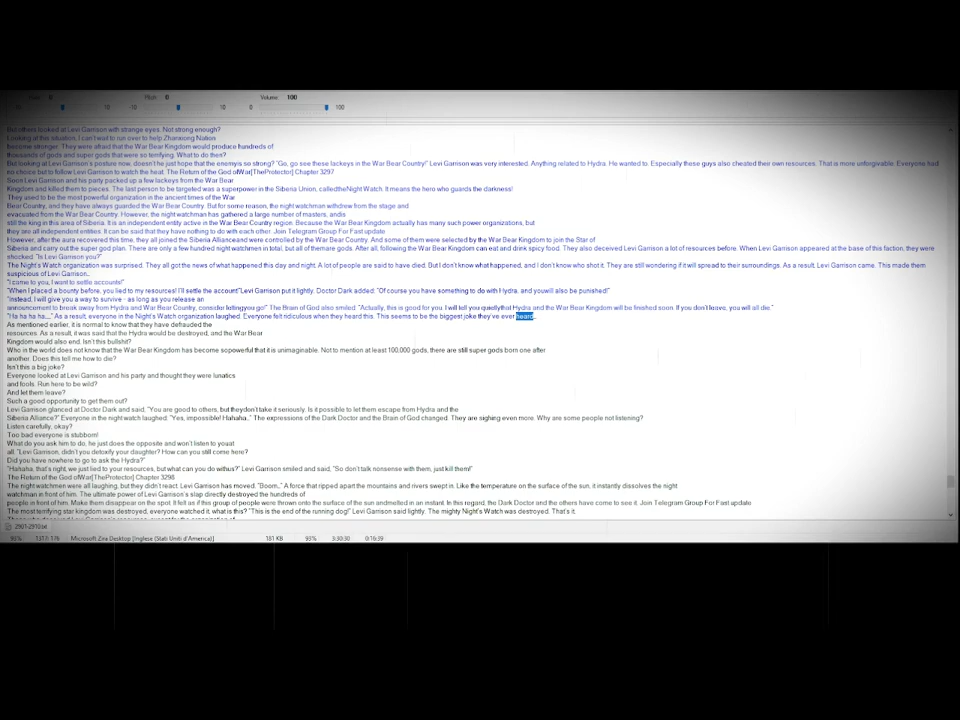 Pitch: 0 Volume: 100
10 -10 10 0 100
But others looked at Levi Garrison with strange eyes. Not strong enough?
Looking at this situation, I can't wait to run over to help Zhanxiong Nation
become stronger. They were afraid that the War Bear Kingdom would produce hundreds of
thousands of gods and super gods that were so terrifying. What to do then?
But looking at Levi Garrison's posture now, doesn't he just hope that the enemy is so strong? "Go, go see these lackeys in the War Bear Country!" Levi Garrison was very interested. Anything related to Hydra. He wanted to. Especially these guys also cheated their own resources. That is more unforgivable. Everyone had
no choice but to follow Levi Garrison to watch the heat. The Return of the God ofWar[TheProtector] Chapter 3297
Soon Levi Garrison and his party packed up a few lackeys from the War Bear
Kingdom and killed them to pieces. The last person to be targeted was a superpower in the Siberia Union, calledtheNight Watch. It means the hero who guards the darkness!
They used to be the most powerful organization in the ancient times of the War
Bear Country, and they have always guarded the War Bear Country. But for some reason, the night watchman withdrew from the stage and
evacuated from the War Bear Country. However, the night watchman has gathered a large number of masters, andis
still the king in this area of Siberia. It is an independent entity active in the War Bear Country region. Because the War Bear Kingdom actually has many such power organizations, but
they are all independent entities. It can be said that they have nothing to do with each other. Join Telegram Group For Fast update
However, after the aura recovered this time, they all joined the Siberia Allianceand were controlled by the War Bear Country. And some of them were selected by the War Bear Kingdom to join the Star of
Siberia and carry out the super god plan. There are only a few hundred night watchmen in total, but all of themare gods. After all, following the War Bear Kingdom can eat and drink spicy food. They also deceived Levi Garrison a lot of resources before. When Levi Garrison appeared at the base of this faction, they were
shocked. "Is Levi Garrison you?"
The Night's Watch organization was surprised. They all got the news of what happened this day and night. A lot of people are said to have died. But I don't know what happened, and I don't know who shot it. They are still wondering if it will spread to their surroundings. As a result, Levi Garrison came. This made them
suspicious of Levi Garrison..
"I came to you, I want to settle accounts!"
"When I placed a bounty before, you lied to my resources! I'll settle the account"Levi Garrison put it lightly. Doctor Dark added: "Of course you have something to do with Hydra, and youwill also be punished!"
"Instead, I will give you a way to survive - as long as you release an
announcement to break away from Hydra and War Bear Country, consider lettingyou go!" The Brain of God also smiled: "Actually, this is good for you. I will tell you quietlythat Hydra and the War Bear Kingdom will be finished soon. If you don't leave, you will all die."
"Ha ha ha ha..." As a result, everyone in the Night's Watch organization laughed. Everyone felt ridiculous when they heard this. This seems to be the biggest joke they've ever heard.
As mentioned earlier, it is normal to know that they have defrauded the
resources. As a result, it was said that the Hydra would be destroyed, and the War Bear
Kingdom would also end. Isn't this bullshit?
Who in the world does not know that the War Bear Kingdom has become so powerful that it is unimaginable. Not to mention at least 100,000 gods, there are still super gods born one after
another. Does this tell me how to die?
Isn't this a big joke?
Everyone looked at Levi Garrison and his party and thought they were lunatics
and fools. Run here to be wild?
And let them leave?
Such a good opportunity to get them out?
Levi Garrison glanced at Doctor Dark and said, "You are good to others, but theydon't take it seriously. Is it possible to let them escape from Hydra and the
Siberia Alliance?" Everyone in the night watch laughed. "Yes, impossible! Hahaha.." The expressions of the Dark Doctor and the Brain of God changed. They are sighing even more. Why are some people not listening?
Listen carefully, okay?
Too bad everyone is stubborn!
What do you ask him to do, he just does the opposite and won't listen to youat
all. "Levi Garrison, didn't you detoxify your daughter? How can you still come here?
Did you have nowhere to go to ask the Hydra?"
"Hahaha, that's right, we just lied to your resources, but what can you do withus?" Levi Garrison smiled and said, "So don't talk nonsense with them, just kill them!"
The Return of the God ofWar[TheProtector] Chapter 3298
The night watchmen were all laughing, but they didn't react. Levi Garrison has moved. "Boom..." A force that ripped apart the mountains and rivers swept in. Like the temperature on the surface of the sun, it instantly dissolves the night
watchman in front of him. The ultimate power of Levi Garrison's slap directly destroyed the hundreds of
people in front of him. Make them disappear on the spot. It felt as if this group of people were thrown onto the surface of the sun andmelted in an instant. In this regard, the Dark Doctor and the others have come to see it. Join Telegram Group For Fast update
The most terrifying star kingdom was destroyed, everyone watched it, what is this? "This is the end of the running dog!" Levi Garrison said lightly. The mighty Night's Watch was destroyed. That's it.
2901-2910.txt
1317: 176 Microsoft Zira Desktop [Inglese (Stati Uniti d'America)] 181 KB 93% 3:30:30 0:16:39